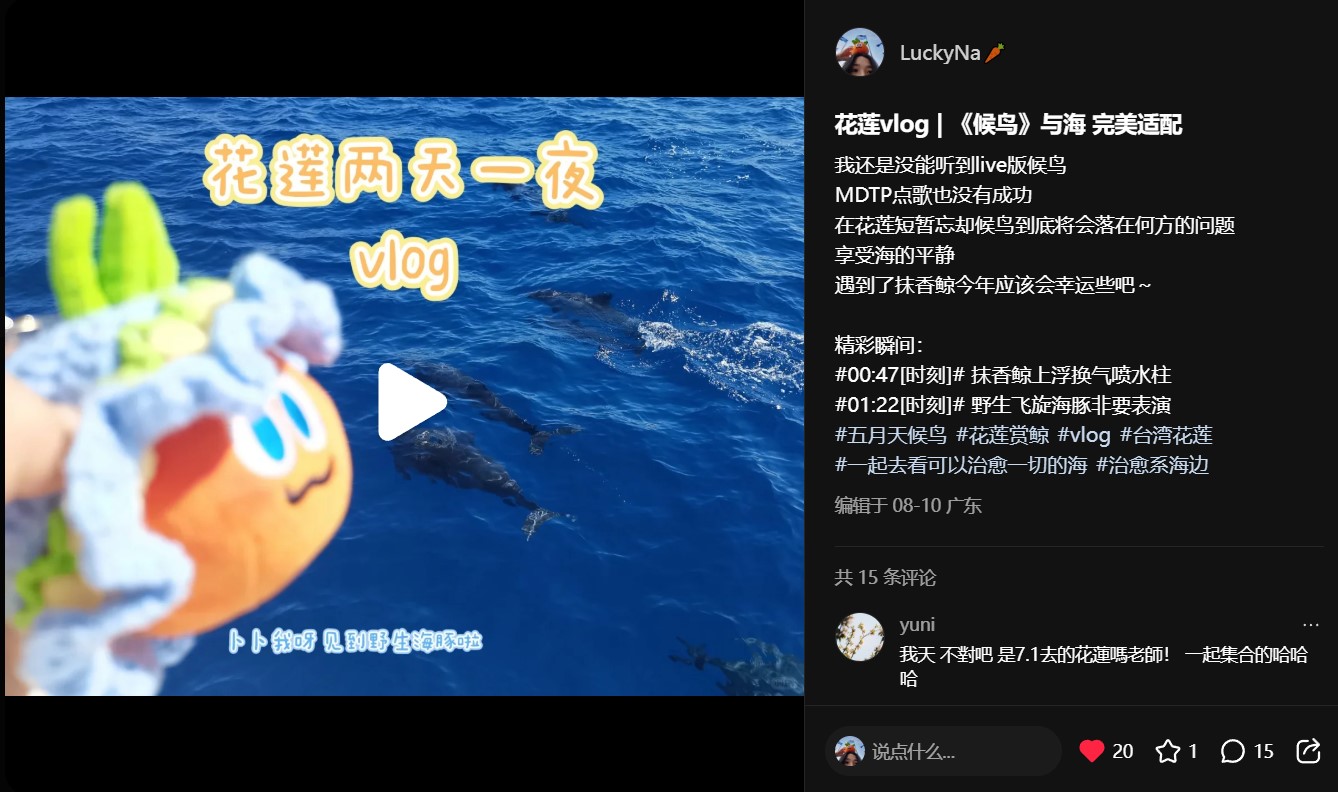 花莲两天一夜
vlog
卜卜我呀 见到野生海豚啦
LuckyNa🥕
花莲vlog | 《候鸟》与海 完美适配
我还是没能听到live版候鸟
MDTP点歌也没有成功
在花莲短暂忘却候鸟到底将会落在何方的问题
享受海的平静
遇到了抹香鲸今年应该会幸运些吧~
精彩瞬间：
#00:47[时刻]# 抹香鲸上浮换气喷水柱
#01:22[时刻]# 野生飞旋海豚非要表演
#五月天候鸟 #花莲赏鲸 #vlog #台湾花莲
#一起去看可以治愈一切的海 #治愈系海边
编辑于 08-10 广东
共 15 条评论
yuni
...
我天 不對吧 是7.1去的花蓮嗎老師！ 一起集合的哈哈
哈
说点什么...
20
1
15